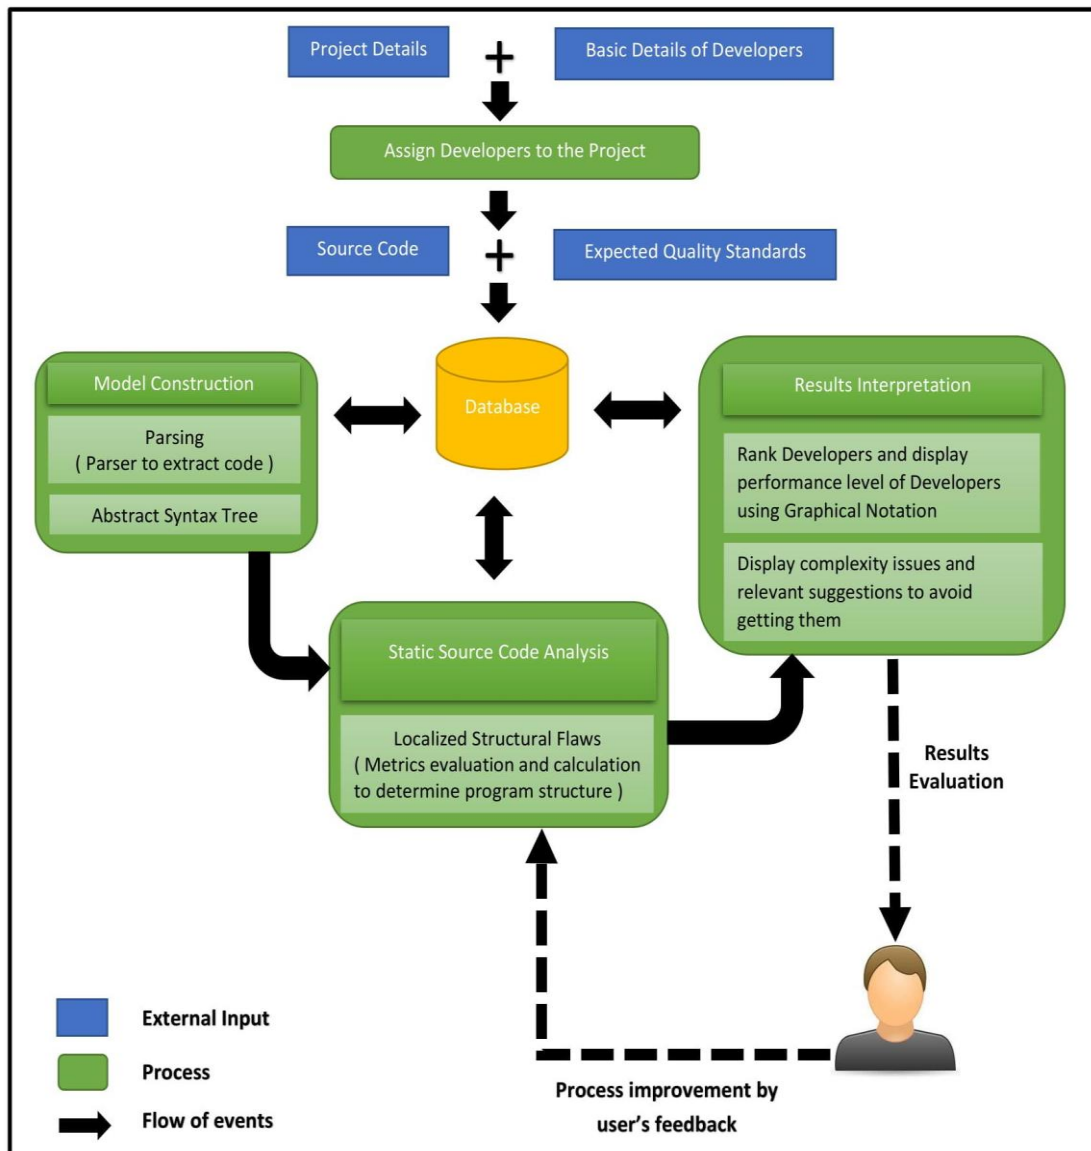 Project Details
+
Basic Details of Developers
Assign Developers to the Project
Source Code
+
Expected Quality Standards
Database
Model Construction
Parsing
( Parser to extract code )
Abstract Syntax Tree
Results Interpretation
Rank Developers and display
performance level of Developers
using Graphical Notation
Display complexity issues and
relevant suggestions to avoid
getting them
Static Source Code Analysis
Localized Structural Flaws
( Metrics evaluation and calculation
to determine program structure )
Results
Evaluation
Process improvement by
user's feedback
External Input
Process
Flow of events